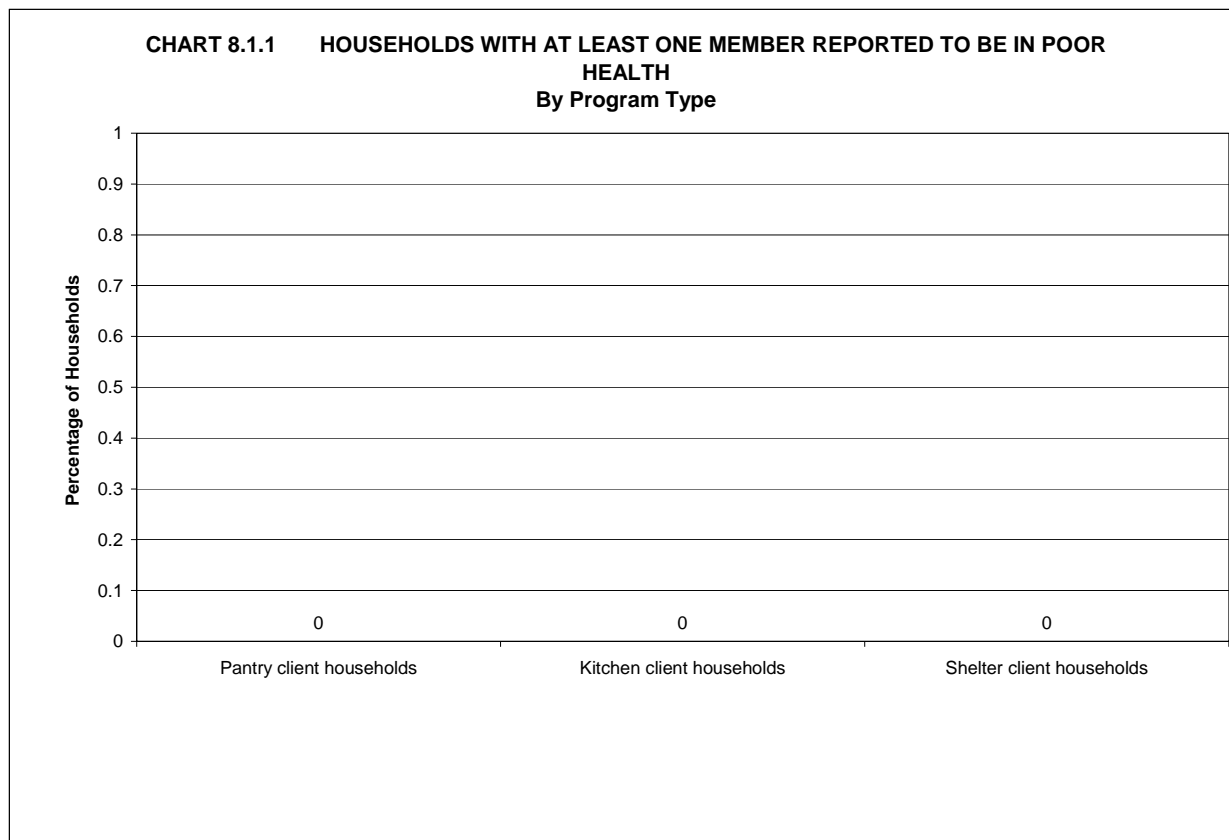 CHART 8.1.1 HOUSEHOLDS WITH AT LEAST ONE MEMBER REPORTED TO BE IN POOR
HEALTH
By Program Type
Percentage of Households
1
0.9
0.8
0.7
0.6
0.5
0.4
0.3
0.2
0.1
0
0 0 0
Pantry client households Kitchen client households Shelter client households